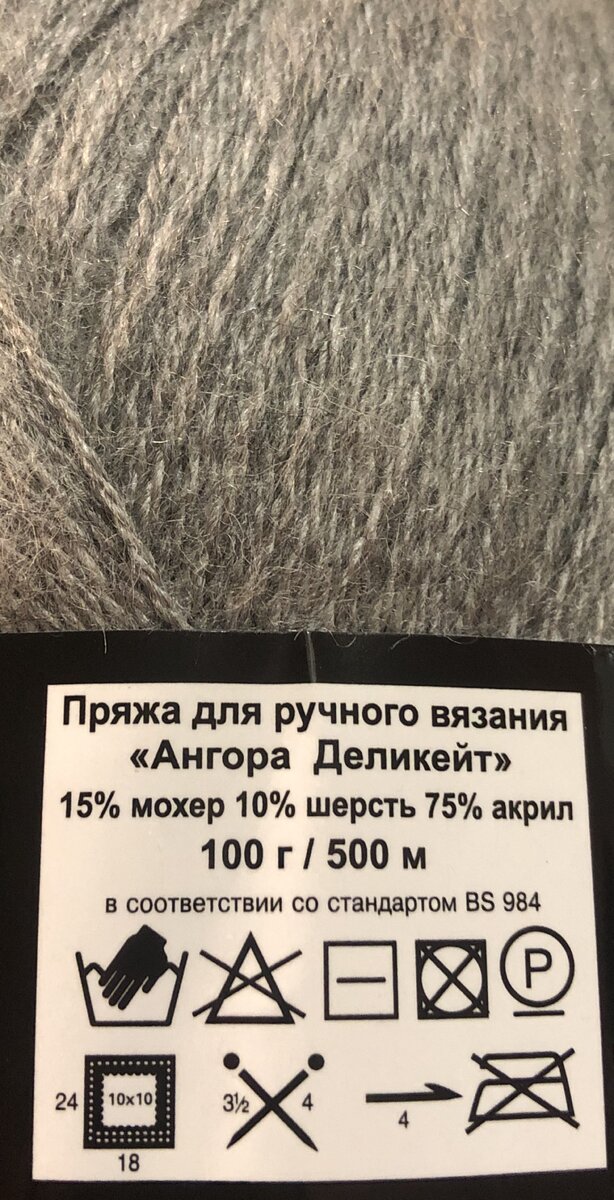 Пряжа для ручного вязания
«Ангора Деликейт»
15% мохер 10% шерсть 75% акрил
100 г / 500 м
в соответствии со стандартом BS 984
P
24 10x10 3½ 4 4
18